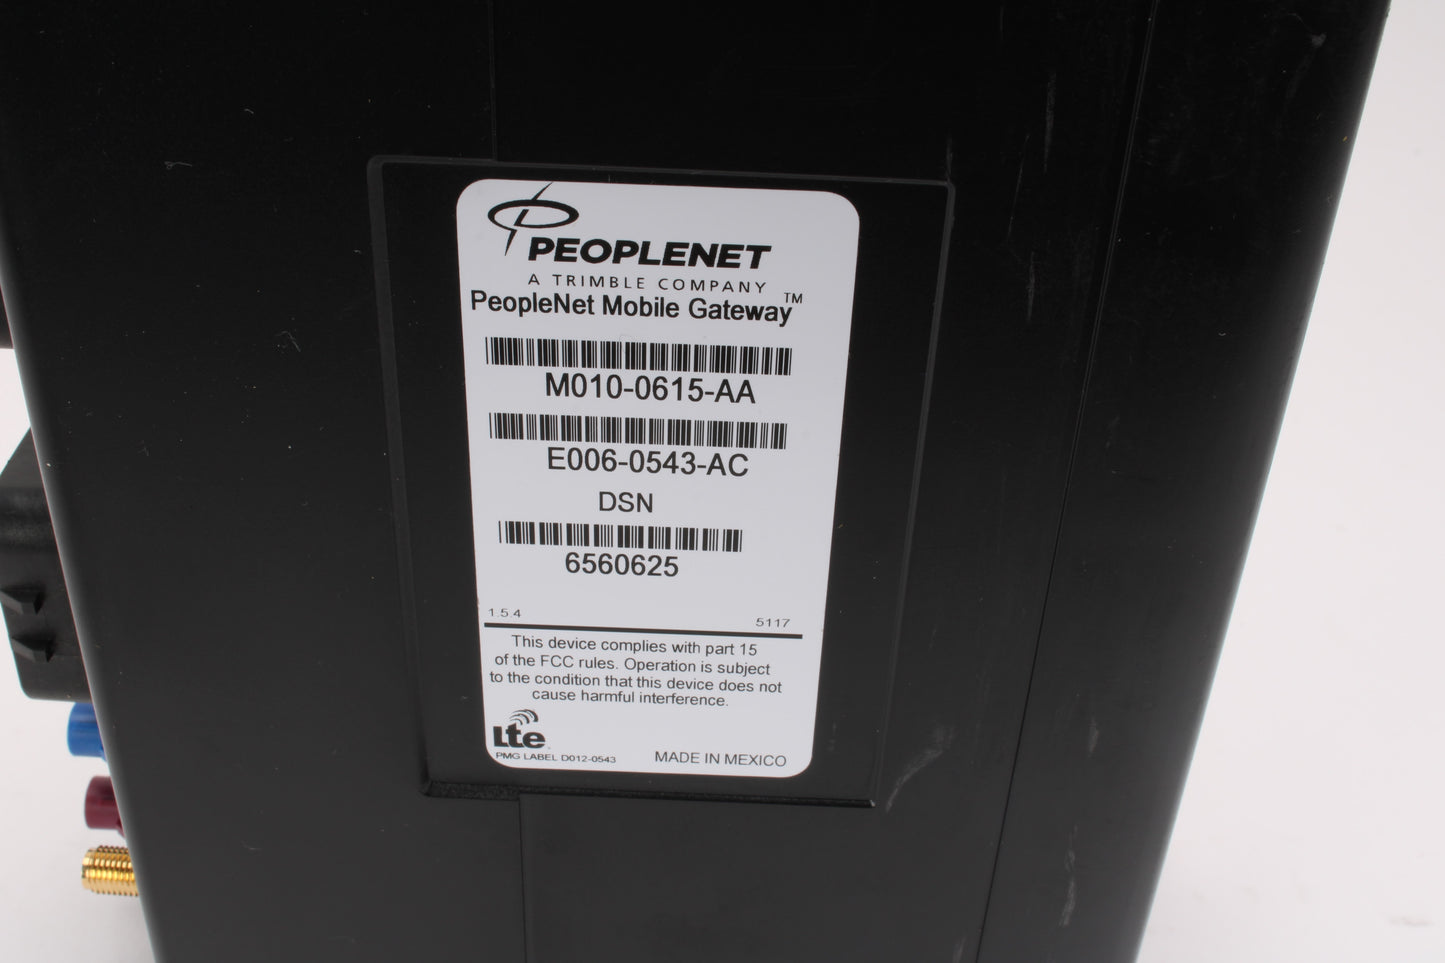 PEOPLENET
A TRIMBLE COMPANY
PeopleNet Mobile Gateway™
M010-0615-AA
E006-0543-AC
DSN
6560625
1.5.4 5117
This device complies with part 15
of the FCC rules. Operation is subject
to the condition that this device does not
cause harmful interference.
Lte
PMG LABEL D012-0543 MADE IN MEXICO